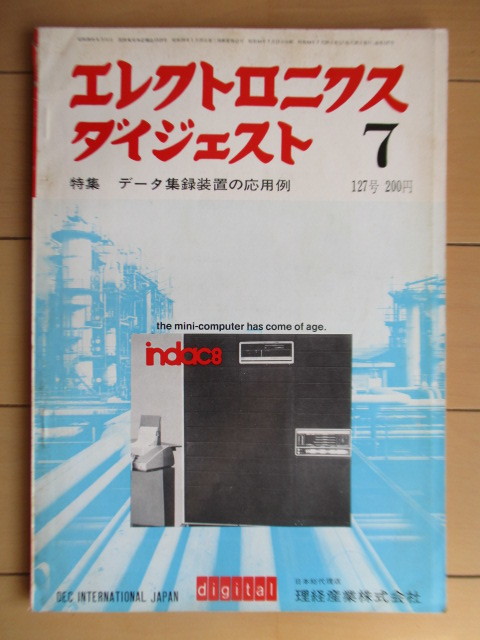 エレクトロニクス
ダイジェスト 7
特集 データ集録装置の応用例 127号 200円
the mini-computer has come of age.
indac8
DEC INTERNATIONAL JAPAN
digital
日本総代理店
理経産業株式会社